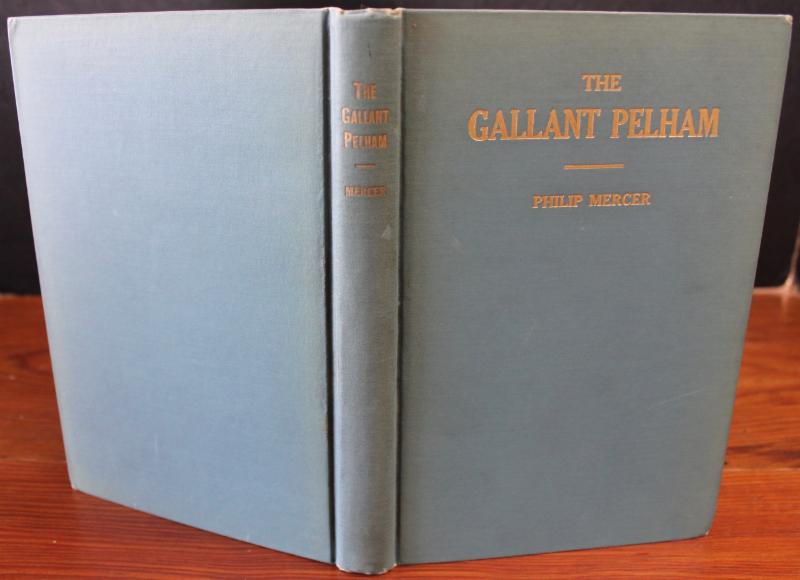 THE
GALLANT
PELHAM
MERCER
THE
GALLANT PELHAM
PHILIP MERCER